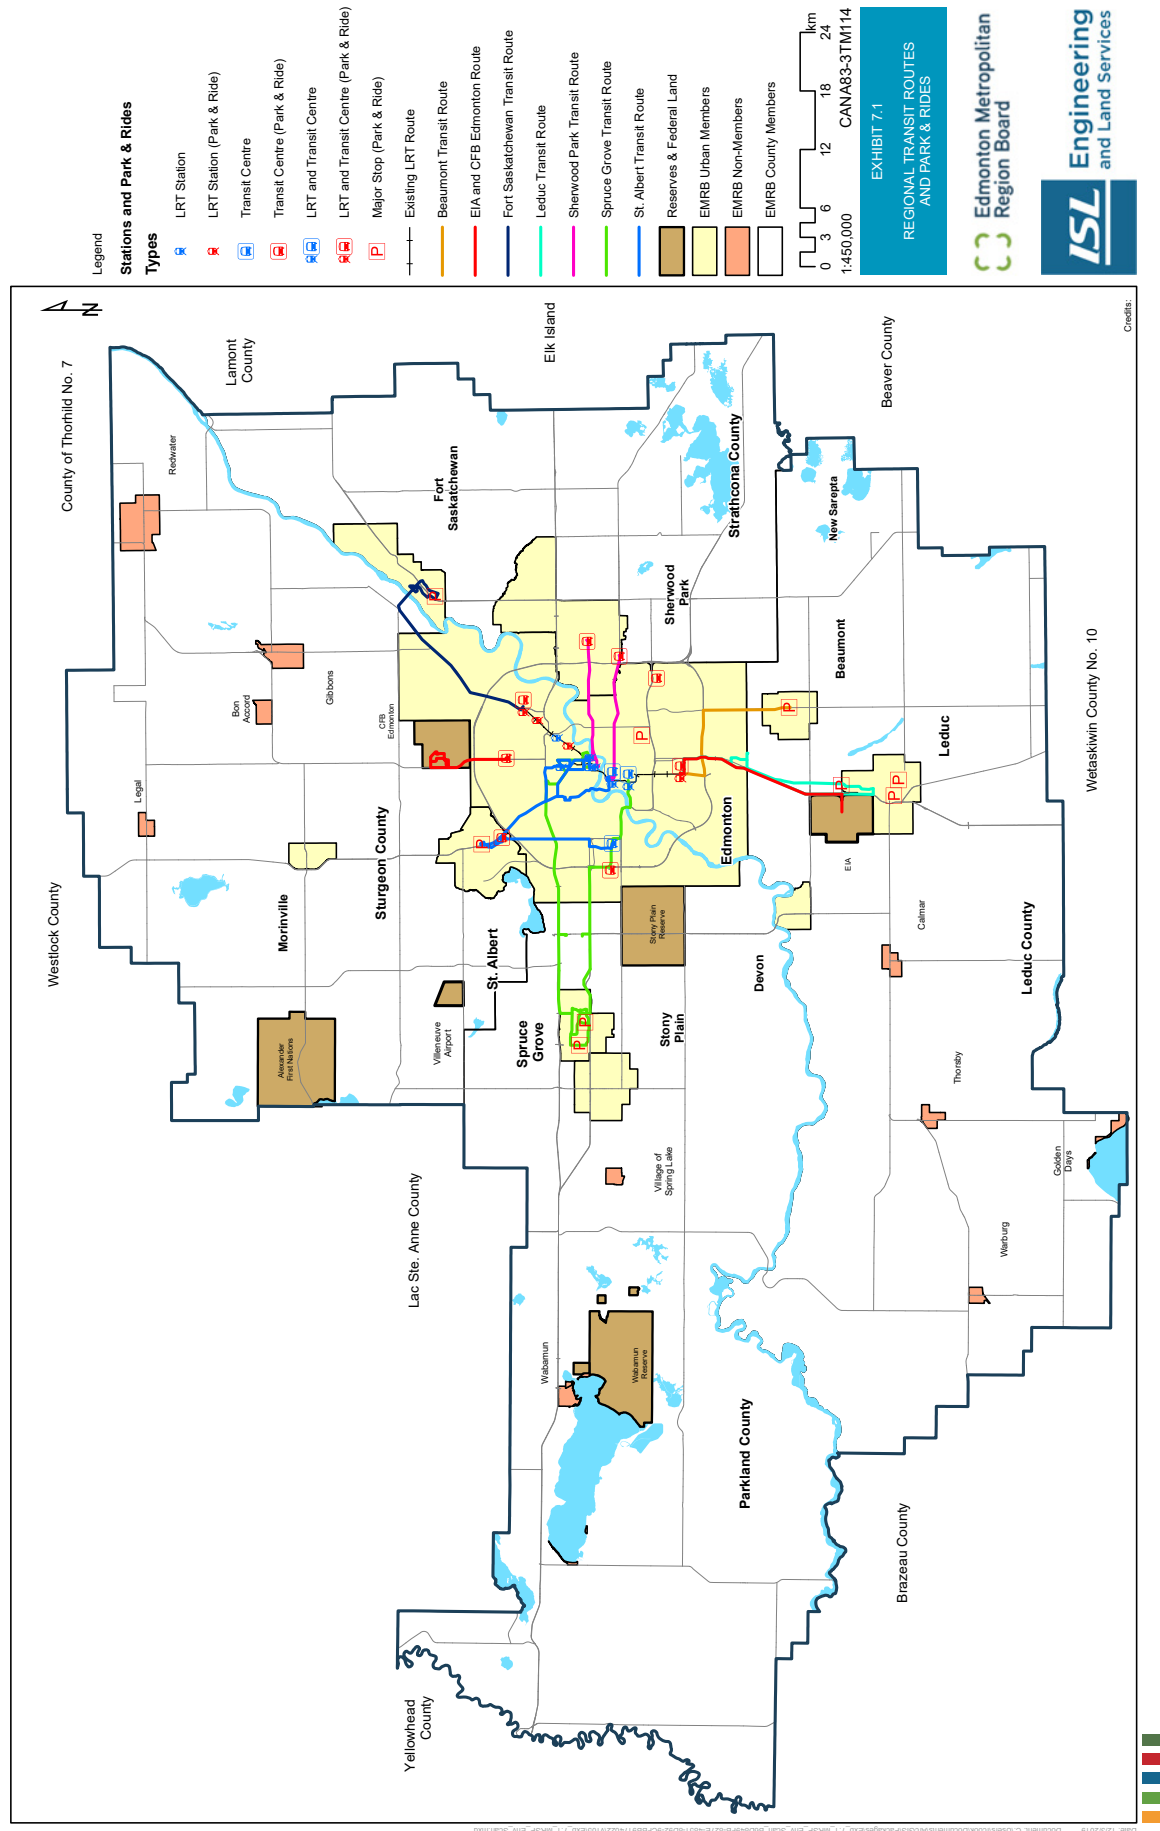 Legend
Stations and Park & Rides
Types
LRT Station
LRT Station (Park & Ride)
Transit Centre
Transit Centre (Park & Ride)
LRT and Transit Centre
LRT and Transit Centre (Park & Ride)
P
Major Stop (Park & Ride)
Existing LRT Route
Beaumont Transit Route
EIA and CFB Edmonton Route
Fort Saskatchewan Transit Route
Leduc Transit Route
Sherwood Park Transit Route
Spruce Grove Transit Route
St. Albert Transit Route
Reserves & Federal Land
EMRB Urban Members
EMRB Non-Members
EMRB County Members
0 3 6 12 18 24
km
1:450,000
CANA83-3TM114
EXHIBIT 7.1
REGIONAL TRANSIT ROUTES
AND PARK & RIDES
Edmonton Metropolitan
Region Board
ISL
Engineering
and Land Services
N
Westlock County
County of Thorhild No. 7
Lamont
County
Elk Island
Beaver County
Wetaskiwin County No. 10
Brazeau County
Yellowhead
County
Lac Ste. Anne County
Redwater
Legal
Bon
Accord
Gibbons
CFB
Edmonton
Fort
Saskatchewan
Morinville
Sturgeon County
Alexander
First Nations
Villeneuve
Airport
St. Albert
Spruce
Grove
Stony
Plain
Stony Plain
Reserve
Edmonton
Sherwood
Park
Strathcona County
New Sarepta
Beaumont
Leduc
EIA
Devon
Calmar
Leduc County
Thorsby
Golden
Days
Warburg
Village of
Spring Lake
Wabamun
Wabamun
Reserve
Parkland County
P
P
P
P
P
P
P
Credits: